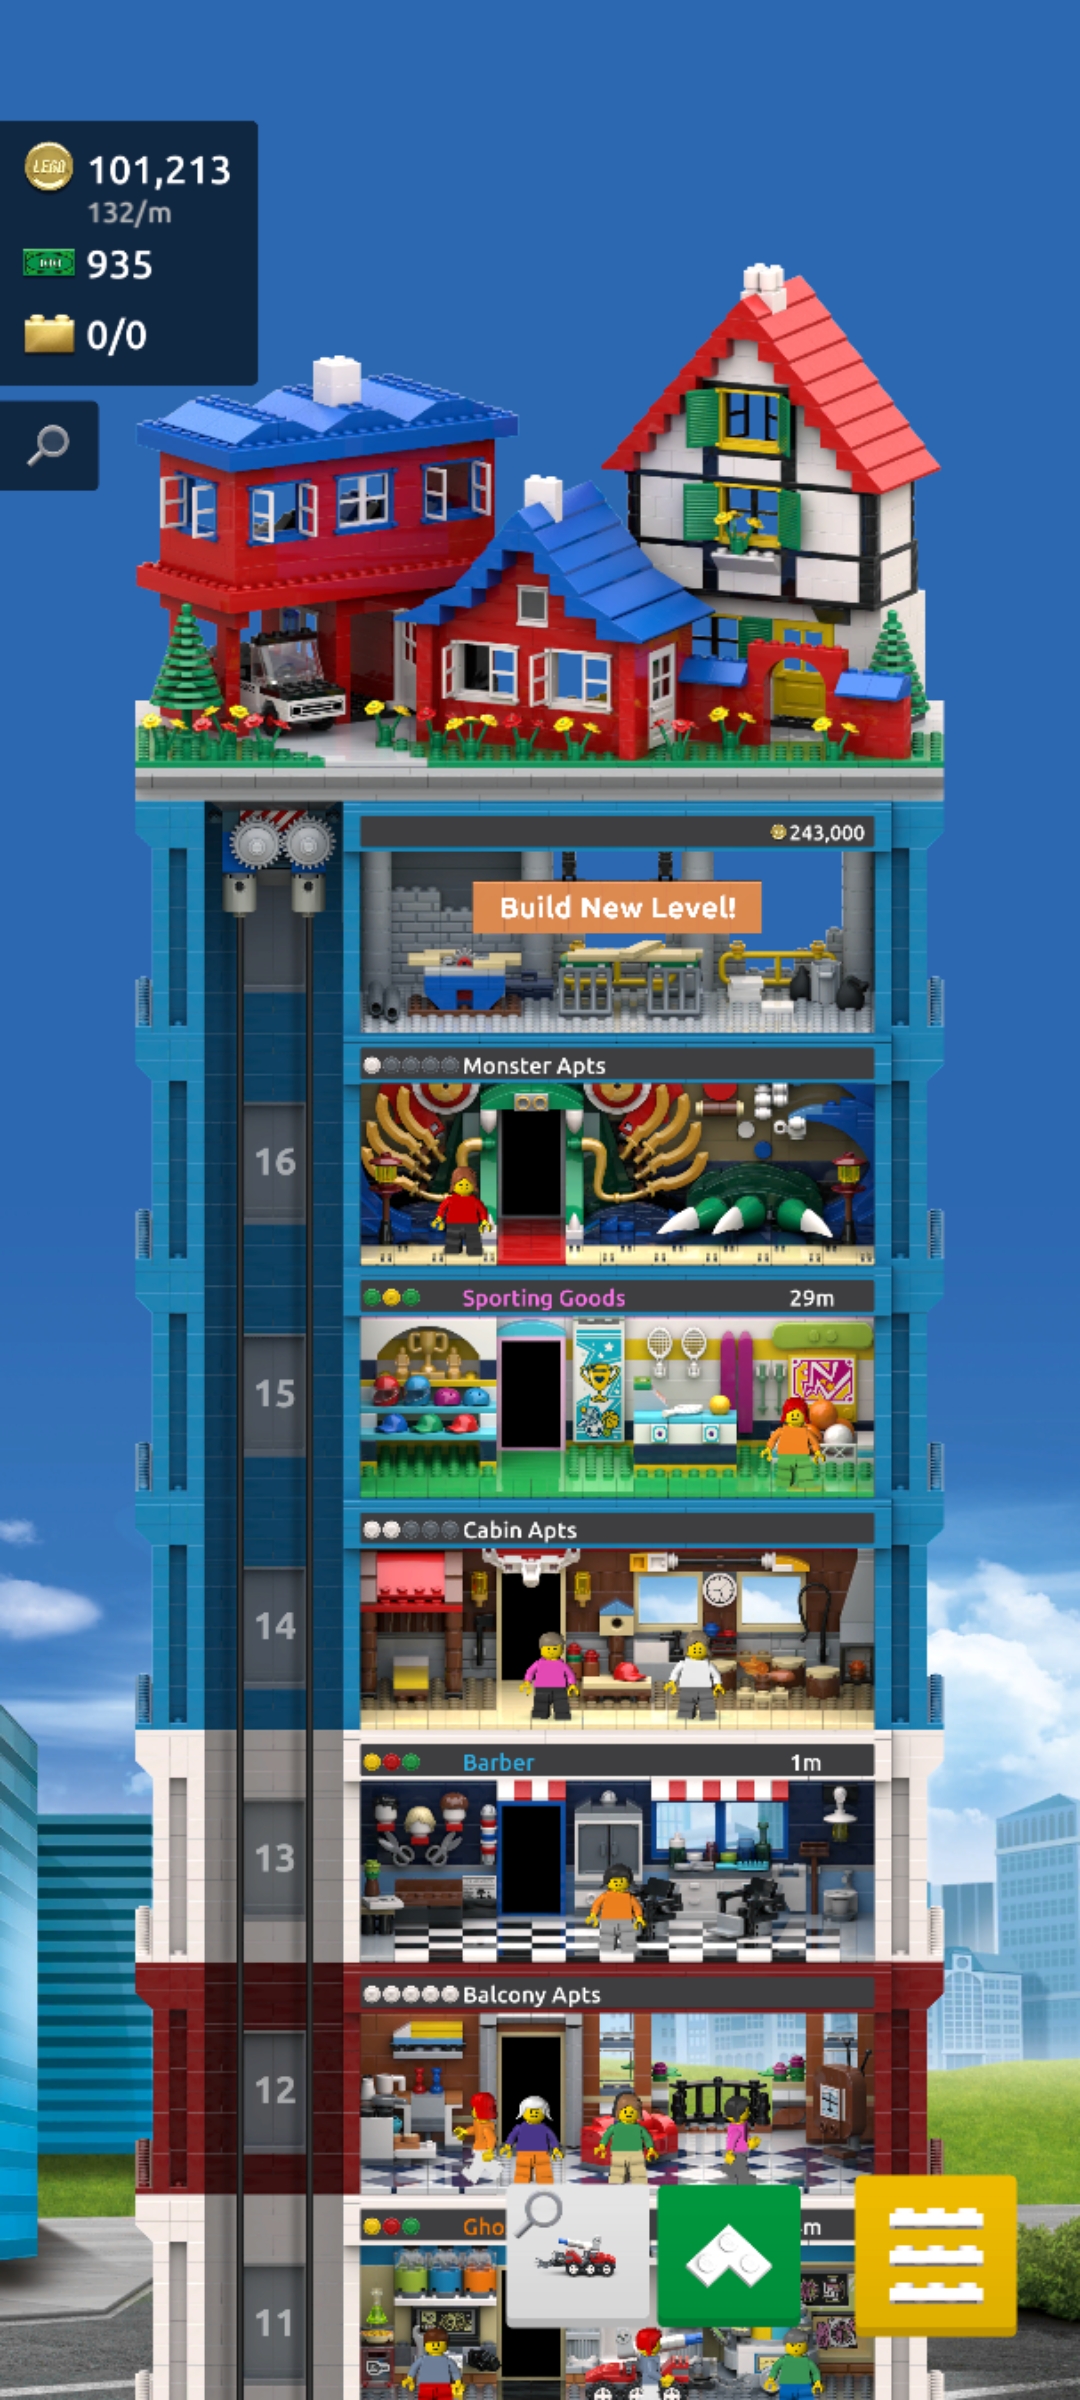 LEGO
101,213
132/m
935
0/0
243,000
Build New Level!
Monster Apts
16
Sporting Goods
29m
15
Cabin Apts
14
Barber
1m
13
Balcony Apts
12
Gho
m
11